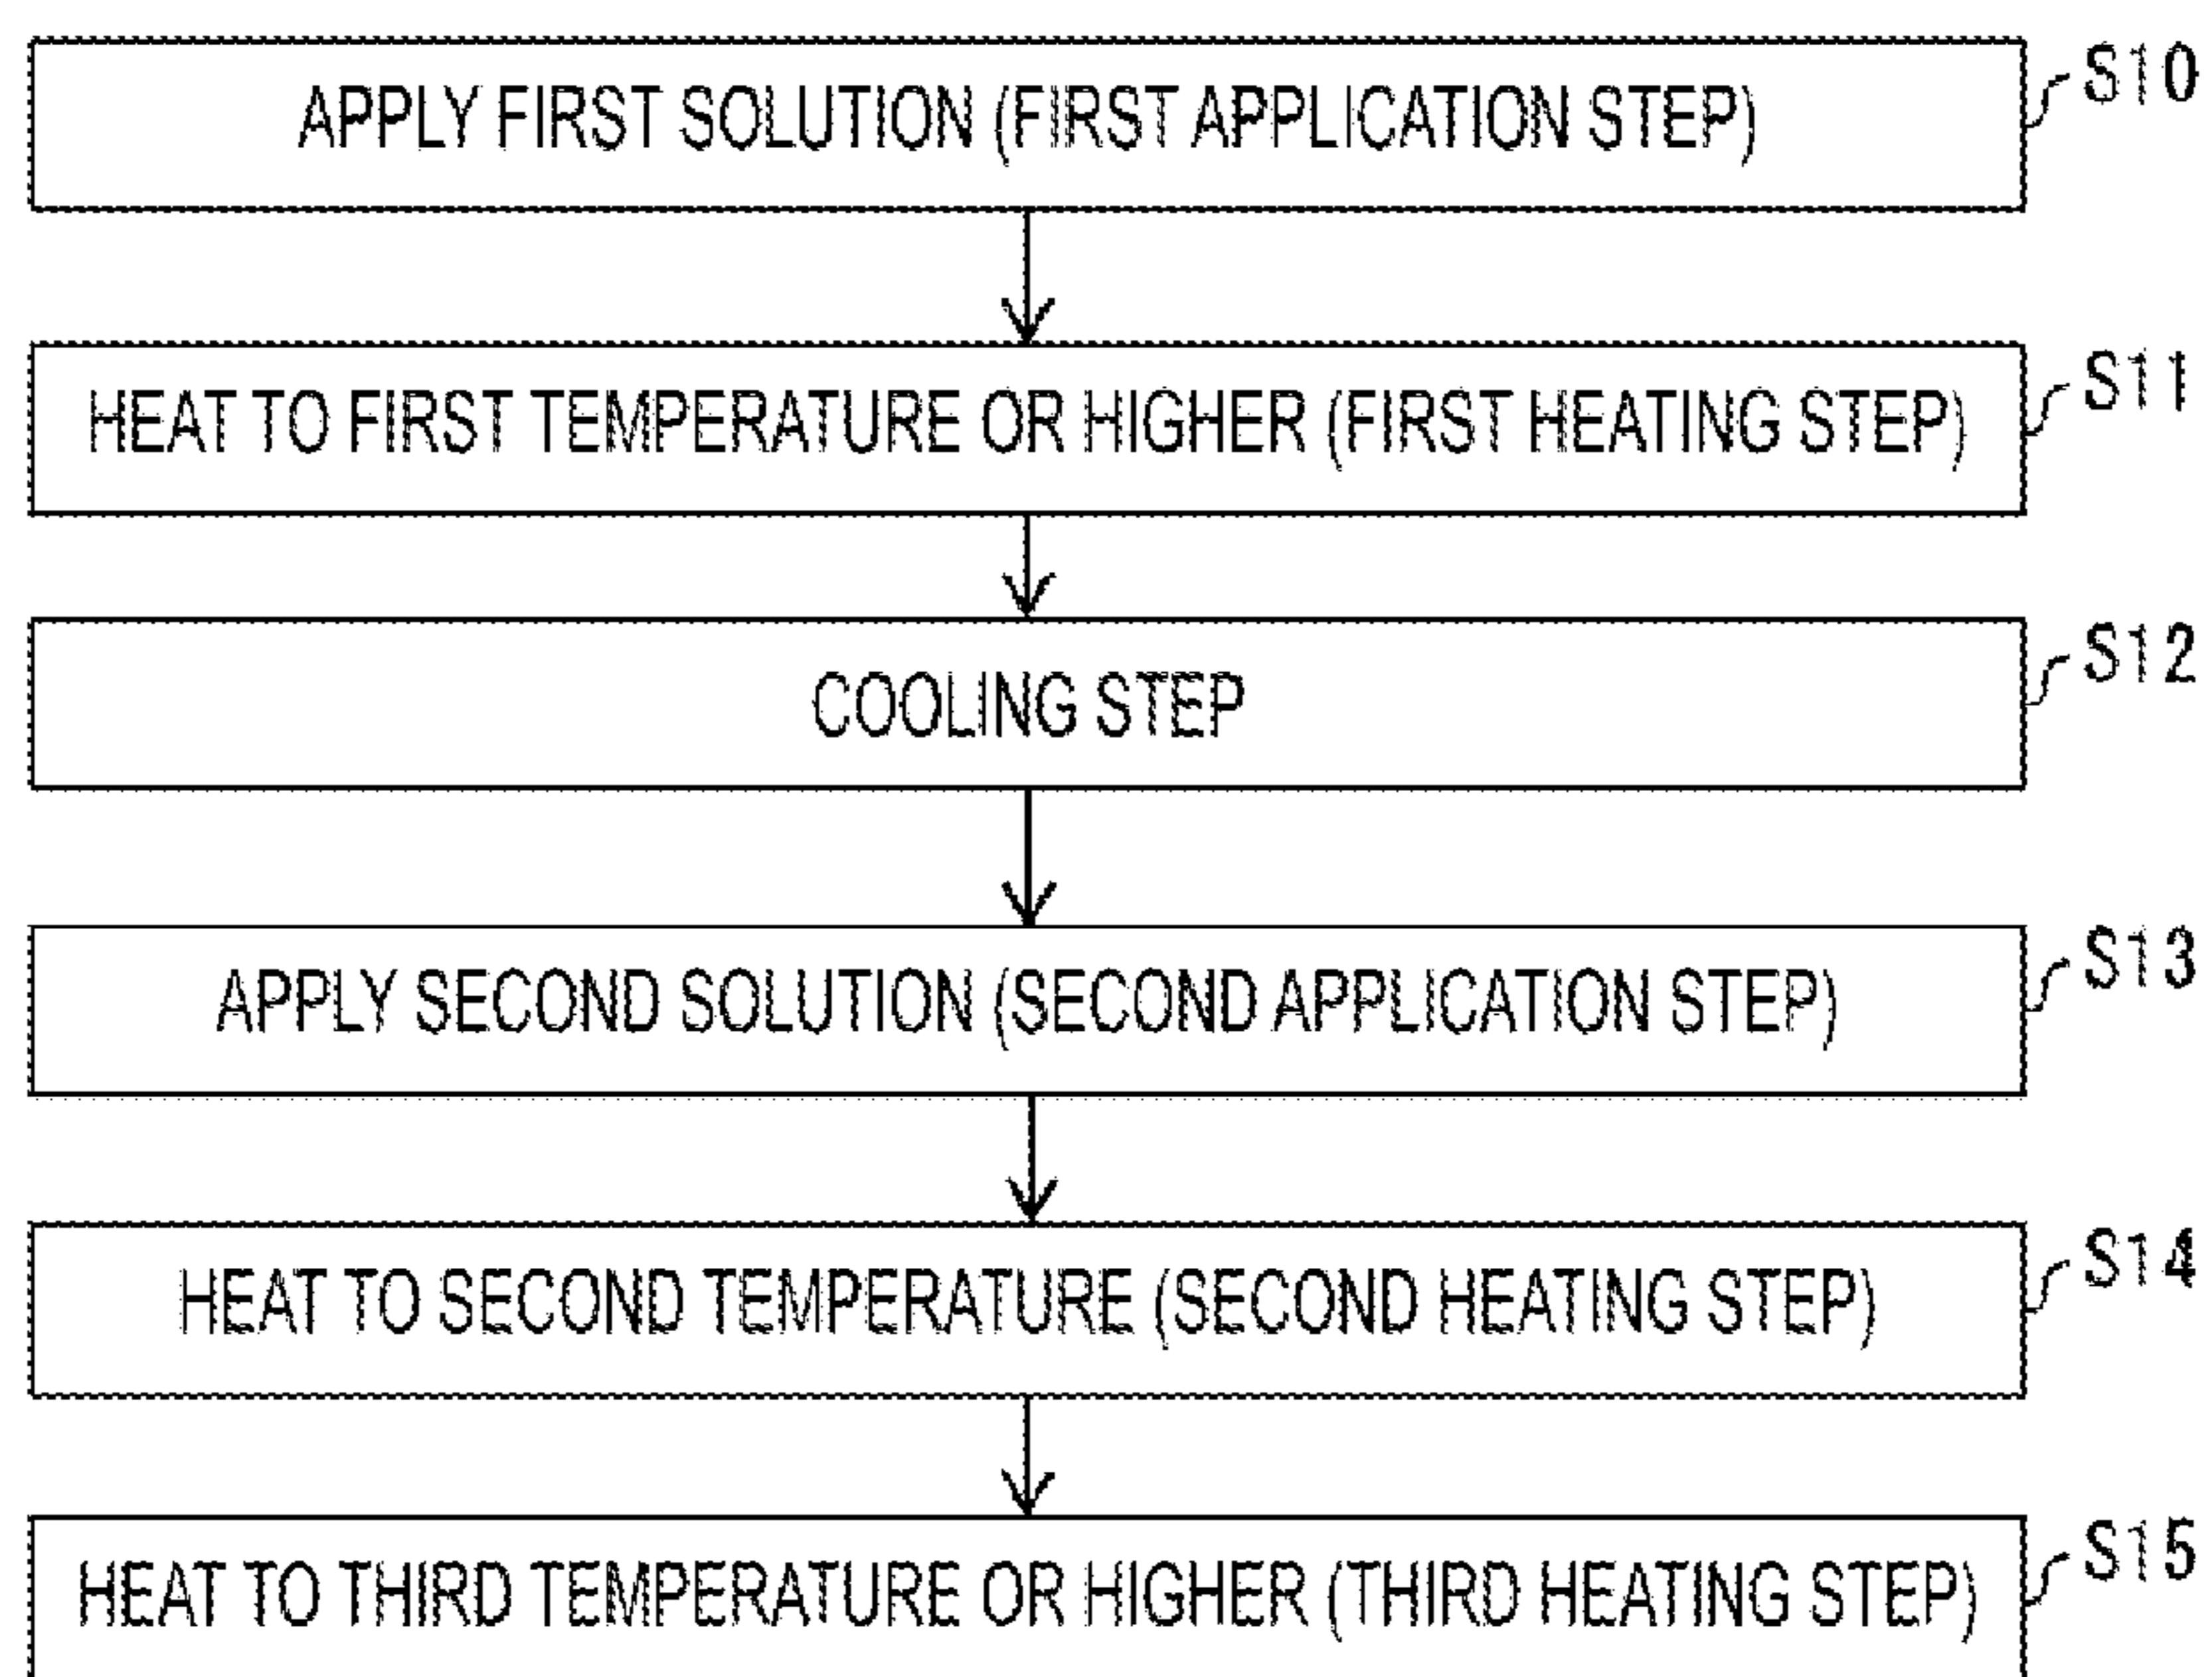 APPLY FIRST SOLUTION (FIRST APPLICATION STEP) S10
HEAT TO FIRST TEMPERATURE OR HIGHER (FIRST HEATING STEP) S11
COOLING STEP S12
APPLY SECOND SOLUTION (SECOND APPLICATION STEP) S13
HEAT TO SECOND TEMPERATURE (SECOND HEATING STEP) S14
HEAT TO THIRD TEMPERATURE OR HIGHER (THIRD HEATING STEP) S15